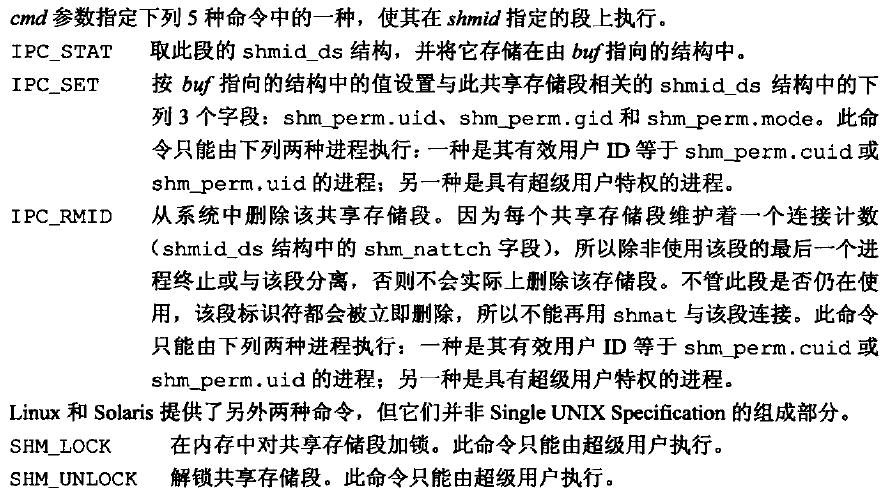 cmd 参数指定下列 5 种命令中的一种，使其在 shmid 指定的段上执行。
IPC_STAT 取此段的 shmid_ds 结构，并将它存储在由 buf 指向的结构中。
IPC_SET 按 buf 指向的结构中的值设置与此共享存储段相关的 shmid_ds 结构中的下
列 3 个字段：shm_perm.uid、shm_perm.gid 和 shm_perm.mode。此命
令只能由下列两种进程执行：一种是其有效用户 ID 等于 shm_perm.cuid 或
shm_perm.uid 的进程；另一种是具有超级用户特权的进程。
IPC_RMID 从系统中删除该共享存储段。因为每个共享存储段维护着一个连接计数
（shmid_ds 结构中的 shm_nattch 字段），所以除非使用该段的最后一个进
程终止或与该段分离，否则不会实际上删除该存储段。不管此段是否仍在使
用，该段标识符都会被立即删除，所以不能再用 shmat 与该段连接。此命令
只能由下列两种进程执行：一种是其有效用户 ID 等于 shm_perm.cuid 或
shm_perm.uid 的进程；另一种是具有超级用户特权的进程。
Linux 和 Solaris 提供了另外两种命令，但它们并非 Single UNIX Specification 的组成部分。
SHM_LOCK 在内存中对共享存储段加锁。此命令只能由超级用户执行。
SHM_UNLOCK 解锁共享存储段。此命令只能由超级用户执行。